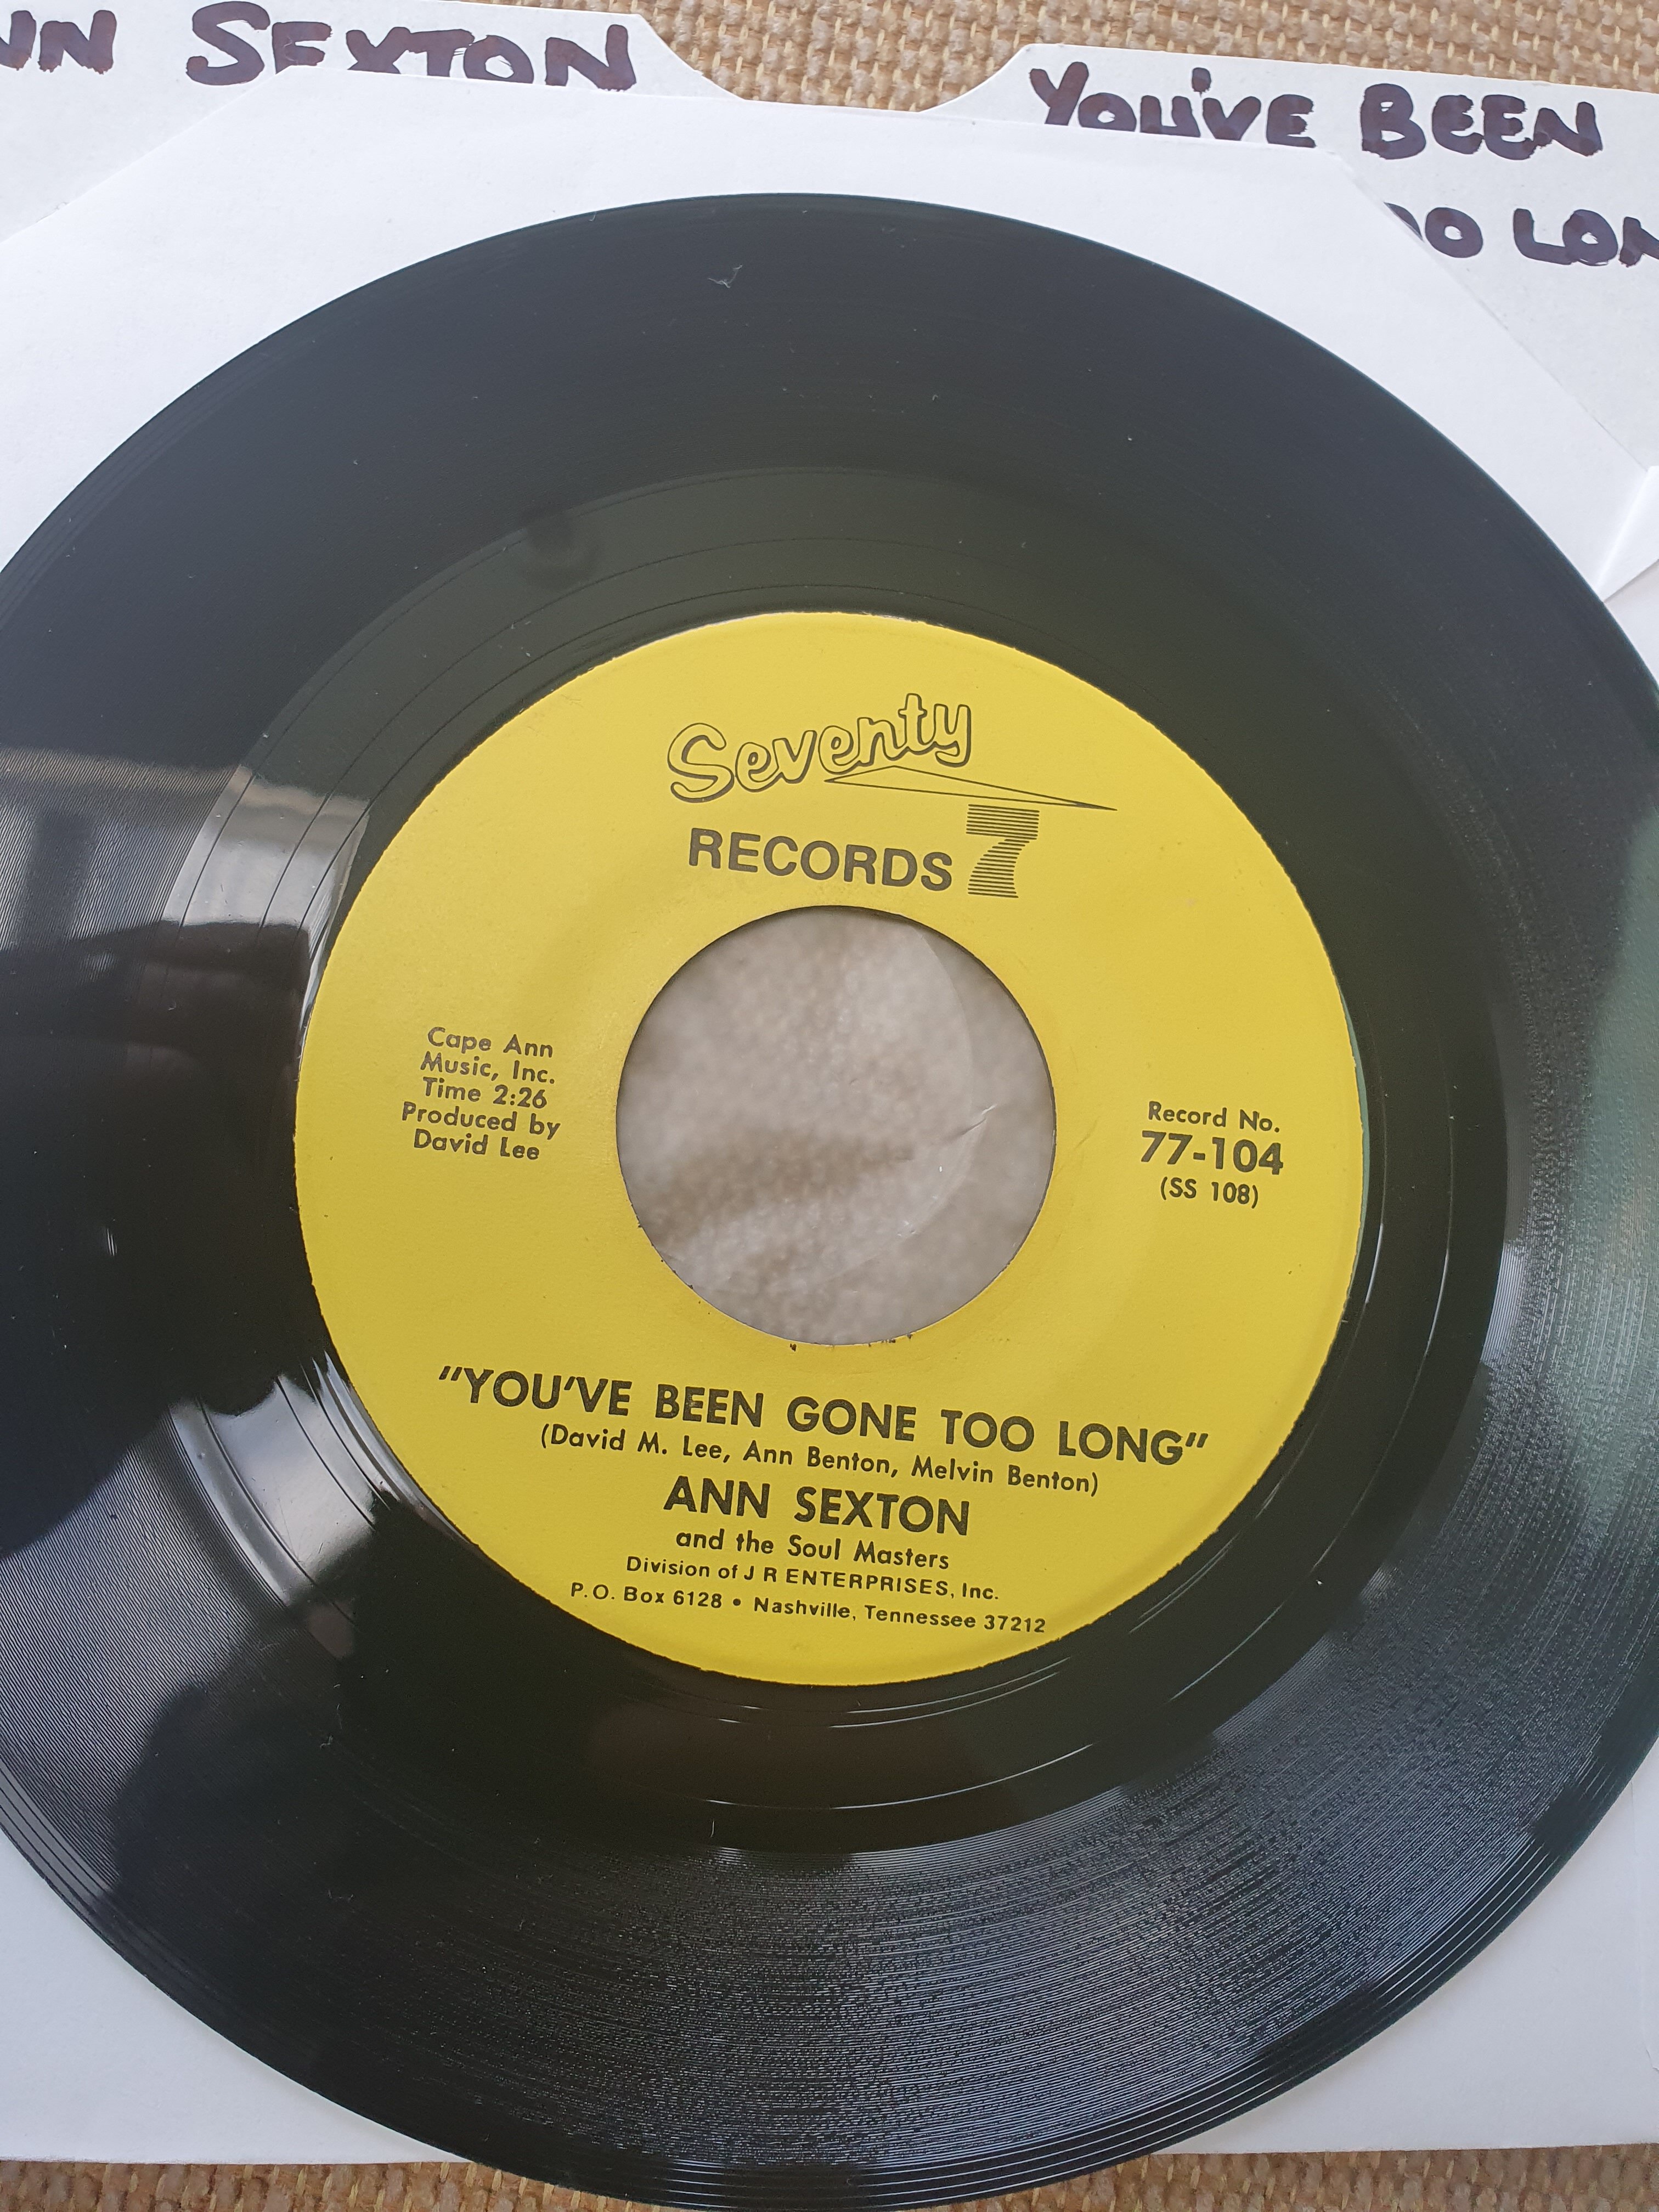 SEXTON
YOU'VE BEEN
Seventy
RECORDS 7
Cape Ann
Music, Inc.
Time 2:26
Produced by
David Lee
Record No.
77-104
(SS 108)
"YOU'VE BEEN GONE TOO LONG"
(David M. Lee, Ann Benton, Melvin Benton)
ANN SEXTON
and the Soul Masters
Division of J R ENTERPRISES, Inc.
P.O. Box 6128 • Nashville, Tennessee 37212